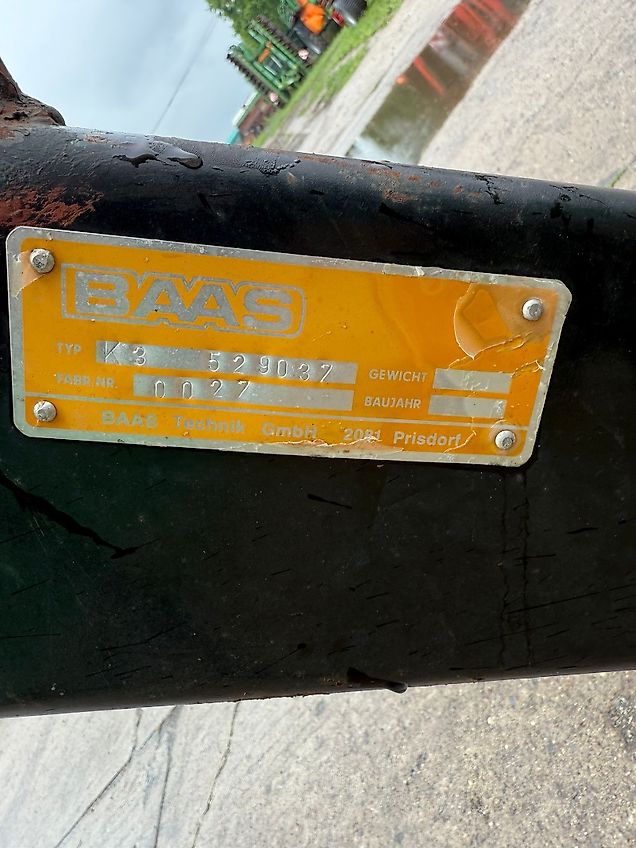 BAAS
TYP K3 529037 GEWICHT
FABR. NR. 0027 BAUJAHR
BAAS Technik GmbH 2081 Prisdorf